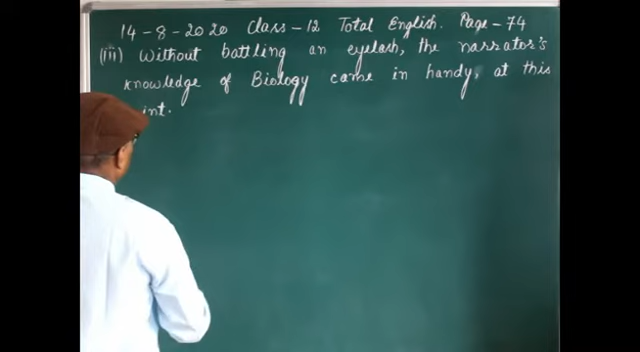 14-8-2020 Class-12 Total English. Page-74
(iii) Without battling an eyelash, the narrator's
knowledge of Biology came in handy, at this
int.